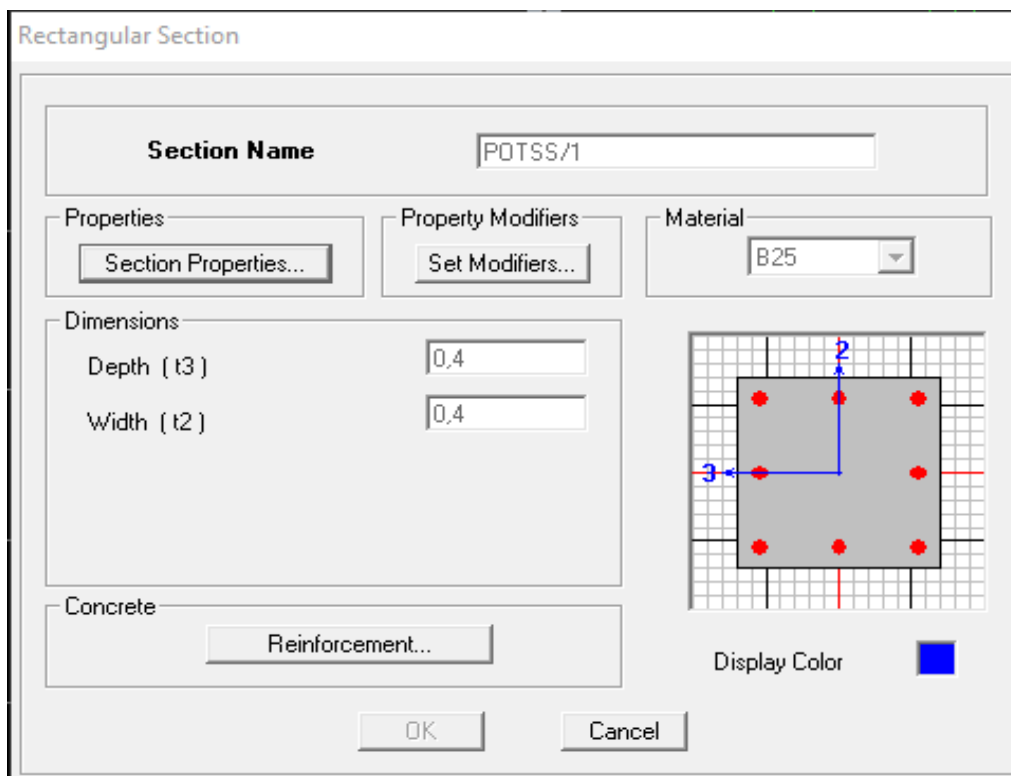 Rectangular Section
Section Name POTSS/1
Properties
Section Properties...
Property Modifiers
Set Modifiers...
Material
B25
Dimensions
Depth ( t3 ) 0,4
Width ( t2 ) 0,4
2
3
Concrete
Reinforcement...
Display Color
OK
Cancel